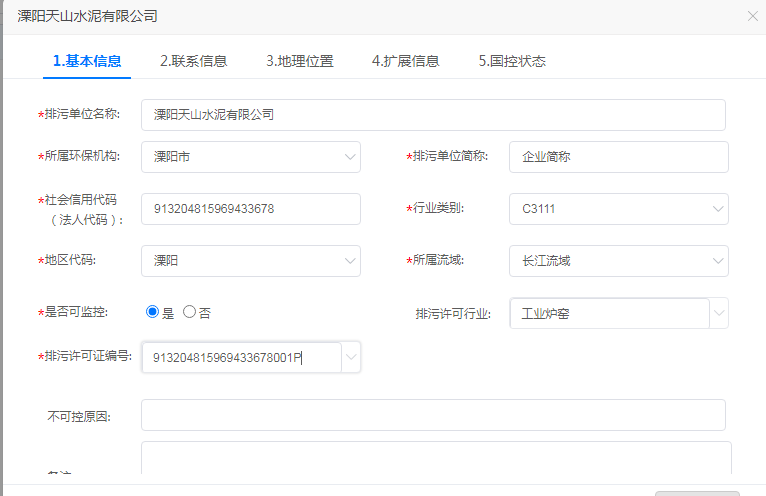 溧阳天山水泥有限公司
1.基本信息 2.联系信息 3.地理位置 4.扩展信息 5.国控状态
*排污单位名称: 溧阳天山水泥有限公司
*所属环保机构: 溧阳市 *排污单位简称: 企业简称
*社会信用代码
（法人代码）: 913204815969433678 *行业类别: C3111
*地区代码: 溧阳 *所属流域: 长江流域
*是否可监控: 是 否 排污许可行业: 工业炉窑
*排污许可证编号: 913204815969433678001P
不可控原因: